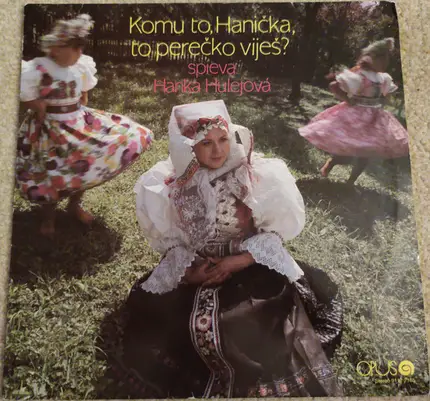 Komu to, Hanička,
to perečko viješ?
spieva
Hanka Hulejová
OPUS